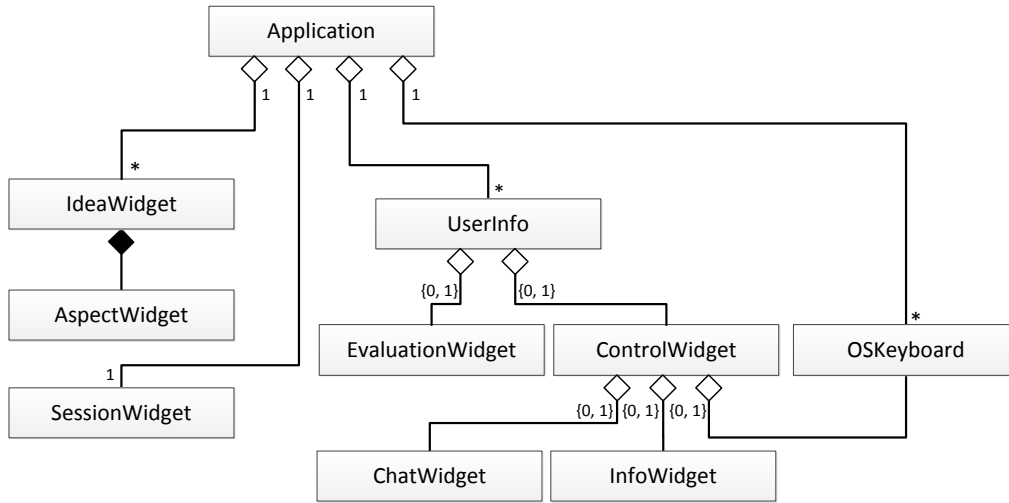 Application
1 1 1 1
*
IdeaWidget
*
UserInfo
AspectWidget
{0, 1} {0, 1}
*
EvaluationWidget ControlWidget OSKeyboard
1
SessionWidget
{0, 1} {0, 1} {0, 1}
ChatWidget InfoWidget